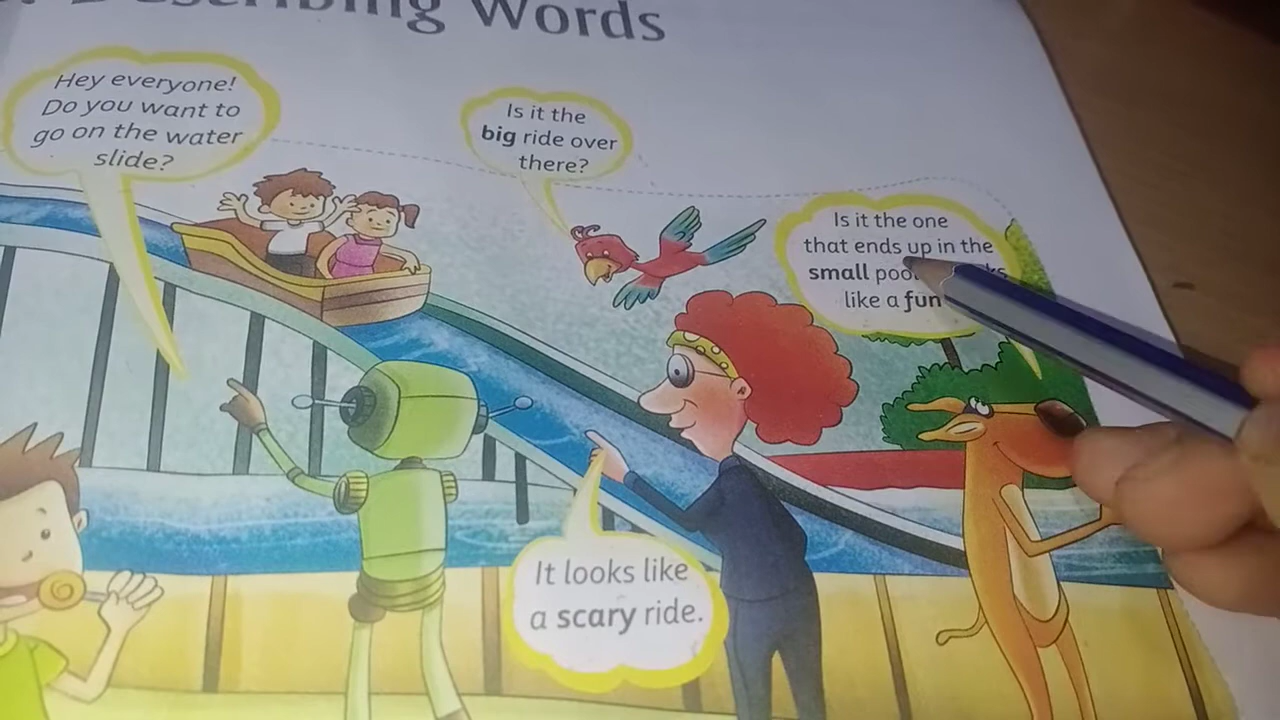 Describing Words
Hey everyone!
Do you want to
go on the water
slide?
Is it the
big ride over
there?
Is it the one
that ends up in the
small
like a fun
It looks like
a scary ride.